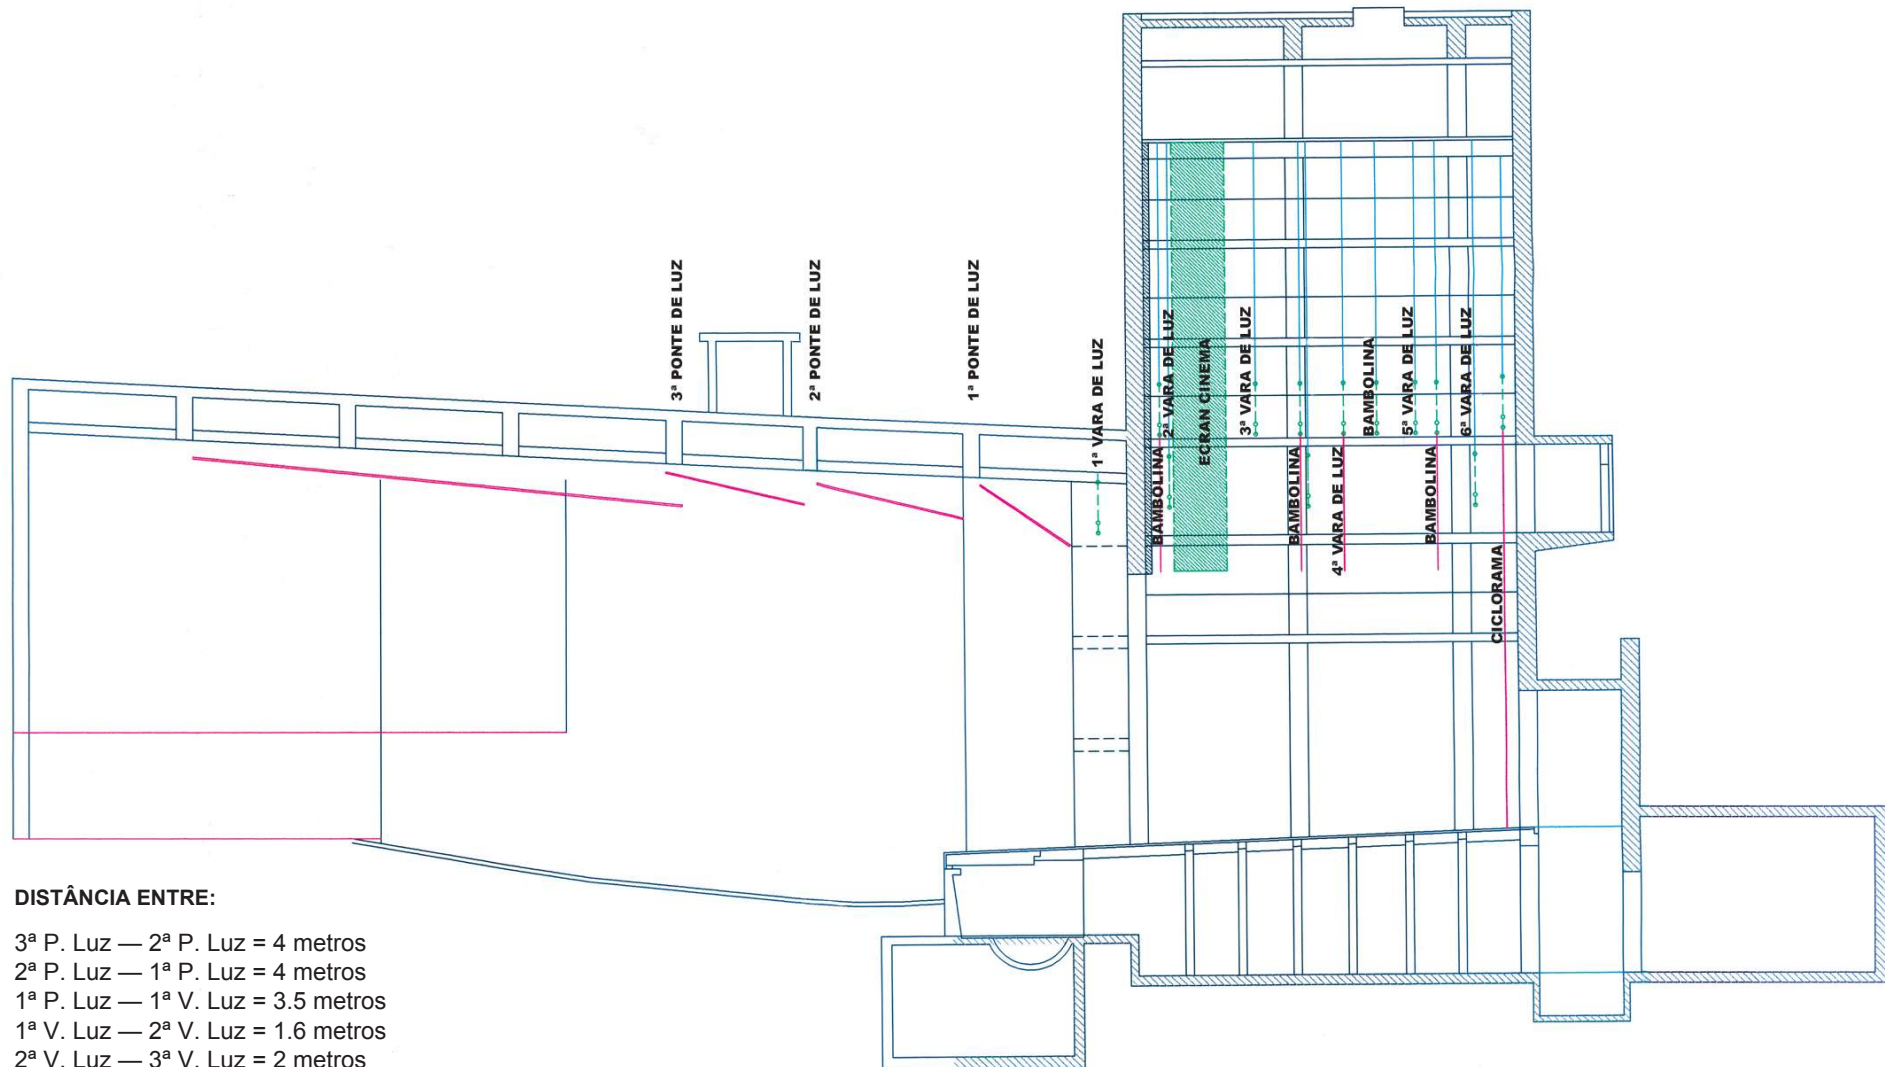 3ª PONTE DE LUZ
2ª PONTE DE LUZ
1ª PONTE DE LUZ
1ª VARA DE LUZ
BAMBOLINA
2ª VARA DE LUZ
ECRAN CINEMA
3ª VARA DE LUZ
BAMBOLINA
4ª VARA DE LUZ
BAMBOLINA
5ª VARA DE LUZ
BAMBOLINA
6ª VARA DE LUZ
CICLORAMA
DISTÂNCIA ENTRE:
3ª P. Luz — 2ª P. Luz = 4 metros
2ª P. Luz — 1ª P. Luz = 4 metros
1ª P. Luz — 1ª V. Luz = 3.5 metros
1ª V. Luz — 2ª V. Luz = 1.6 metros
2ª V. Luz — 3ª V. Luz = 2 metros